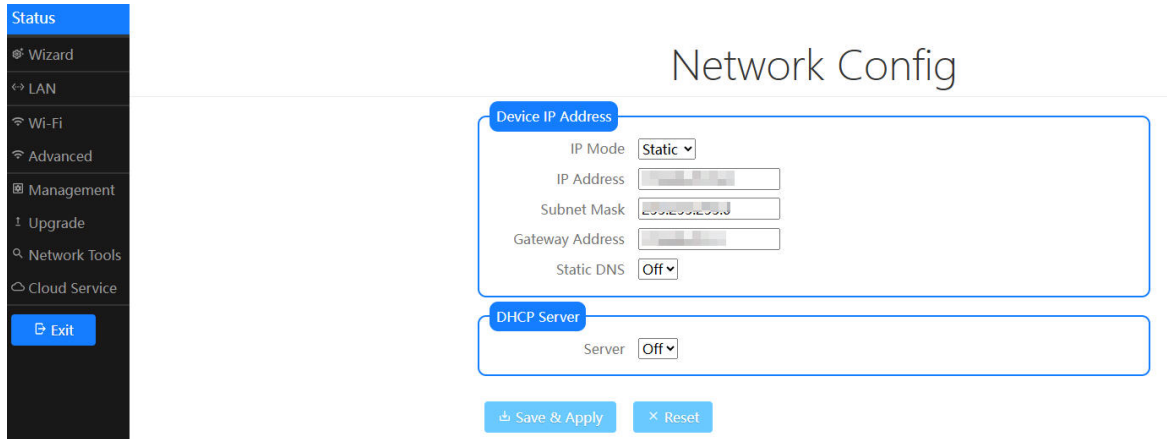 Status
Wizard
LAN
Wi-Fi
Advanced
Management
Upgrade
Network Tools
Cloud Service
Exit
Network Config
Device IP Address
IP Mode Static
IP Address
Subnet Mask
Gateway Address
Static DNS Off
DHCP Server
Server Off
Save & Apply Reset